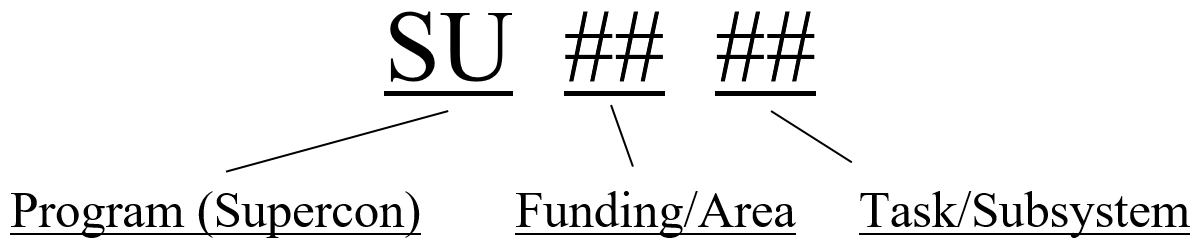 SU ## ##
Program (Supercon) Funding/Area Task/Subsystem